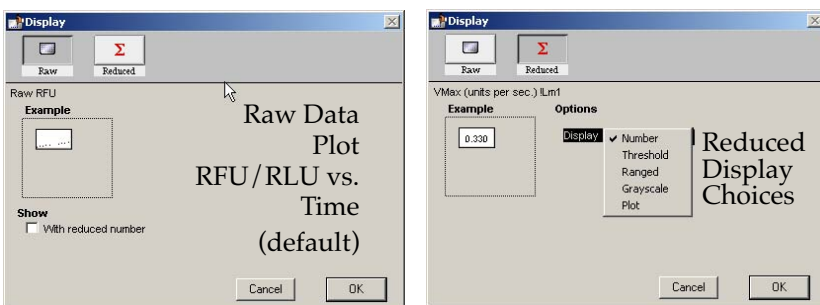 Display
Raw
Reduced
Raw RFU
Example
Raw Data
Plot
RFU/RLU vs.
Time
(default)
Show
With reduced number
Cancel
OK
Display
Raw
Reduced
VMax (units per sec.) !Lm1
Example
Options
0.330
Display
Number
Threshold
Ranged
Grayscale
Plot
Reduced
Display
Choices
Cancel
OK